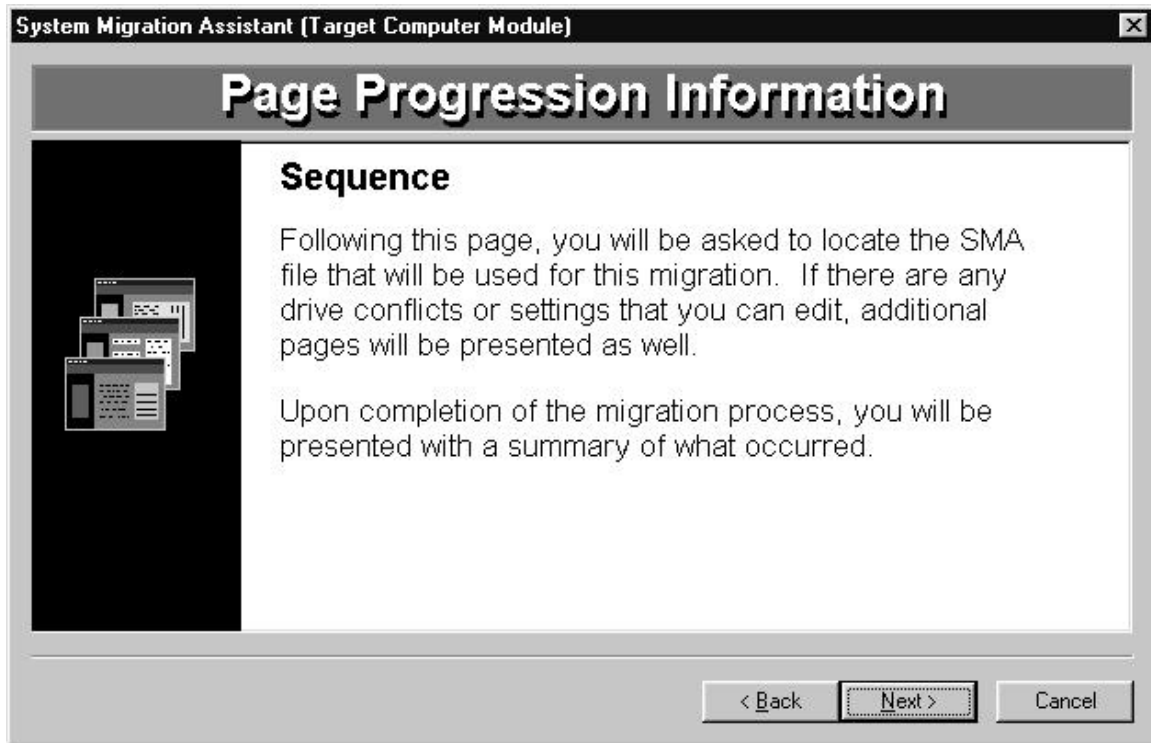 System Migration Assistant (Target Computer Module)
Page Progression Information
Sequence
Following this page, you will be asked to locate the SMA
file that will be used for this migration.  If there are any
drive conflicts or settings that you can edit, additional
pages will be presented as well.
Upon completion of the migration process, you will be
presented with a summary of what occurred.
< Back
Next >
Cancel